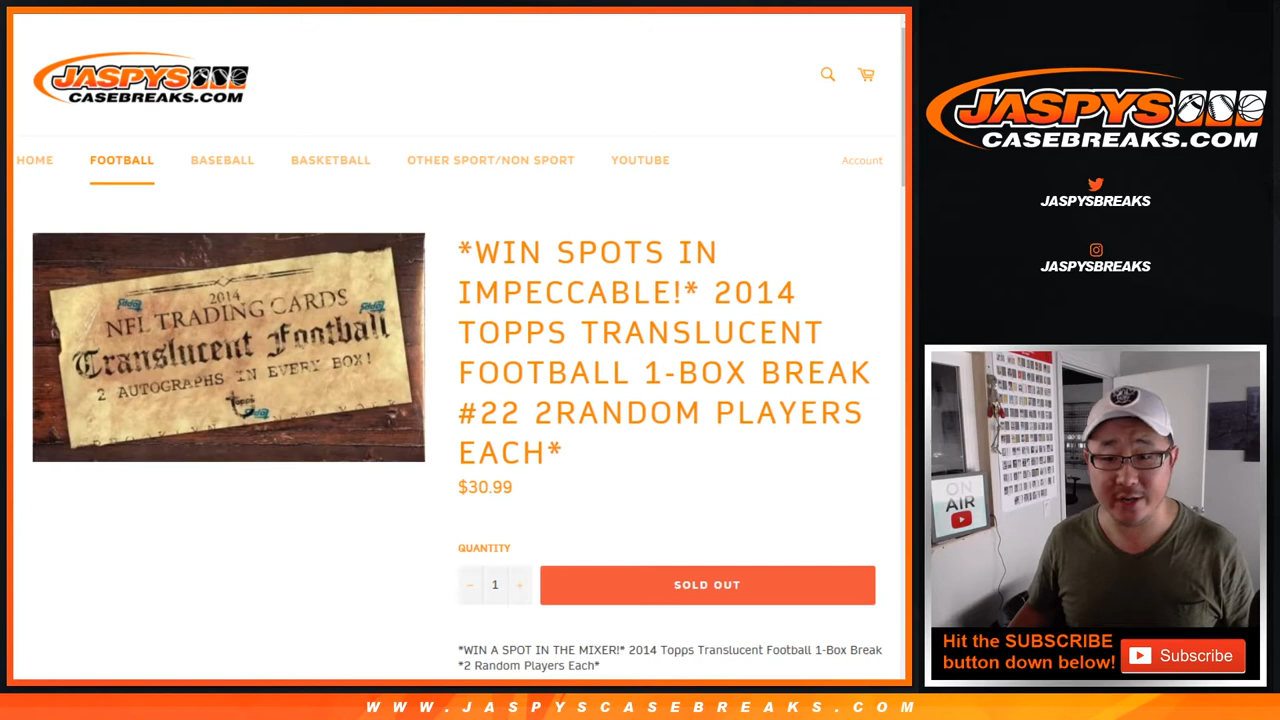 JASPYS
CASEBREAKS.COM
HOME
FOOTBALL
BASEBALL
BASKETBALL
OTHER SPORT/NON SPORT
YOUTUBE
Account
2014
NFL TRADING CARDS
Translucent Football
2 AUTOGRAPHS IN EVERY BOX!
Topps
*WIN SPOTS IN
IMPECCABLE!* 2014
TOPPS TRANSLUCENT
FOOTBALL 1-BOX BREAK
#22 2RANDOM PLAYERS
EACH*
$30.99
QUANTITY
− 1 +
SOLD OUT
*WIN A SPOT IN THE MIXER!* 2014 Topps Translucent Football 1-Box Break
*2 Random Players Each*
JASPYS
CASEBREAKS.COM
JASPYSBREAKS
JASPYSBREAKS
ON
AIR
Hit the SUBSCRIBE
button down below!
Subscribe
WWW.JASPYSCASEBREAKS.COM